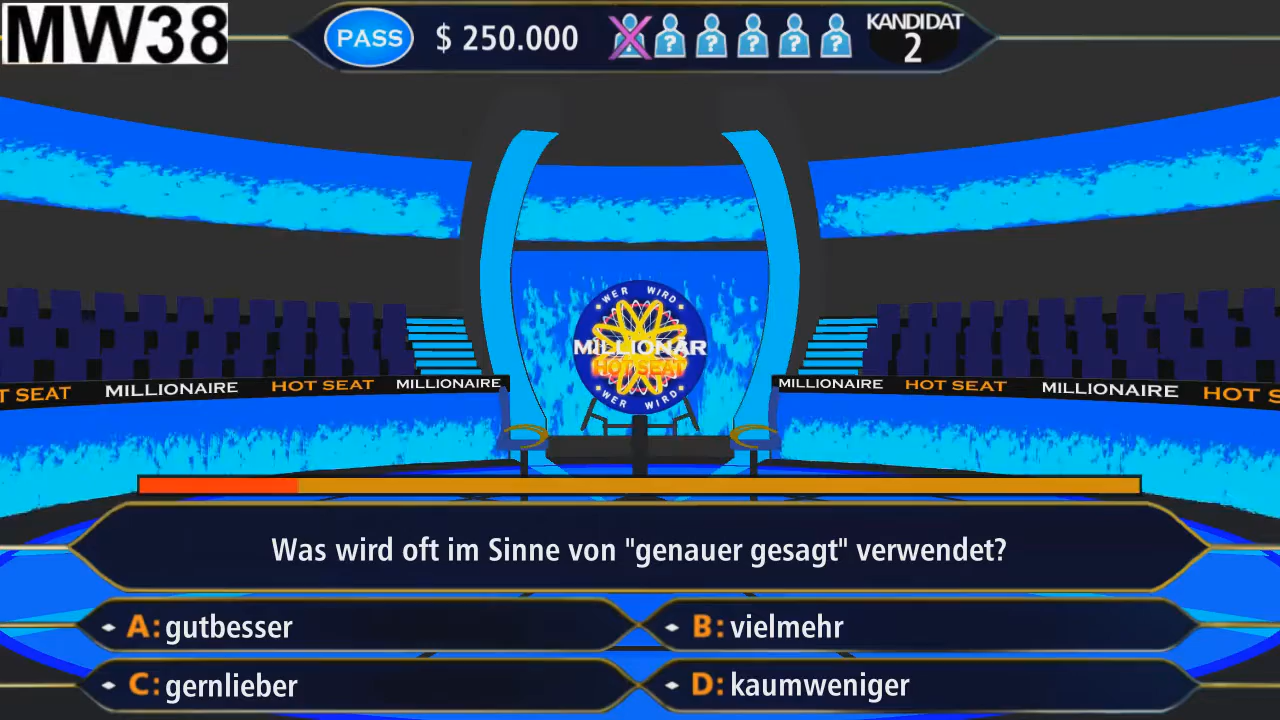 MW38
PASS
$ 250.000
? ? ? ? ?
KANDIDAT
2
WER WIRD
MILLIONÄR
HOT SEAT
WER WIRD
T SEAT MILLIONAIRE HOT SEAT MILLIONAIRE
MILLIONAIRE HOT SEAT MILLIONAIRE HOT S
Was wird oft im Sinne von "genauer gesagt" verwendet?
A: gutbesser
B: vielmehr
C: gernlieber
D: kaumweniger